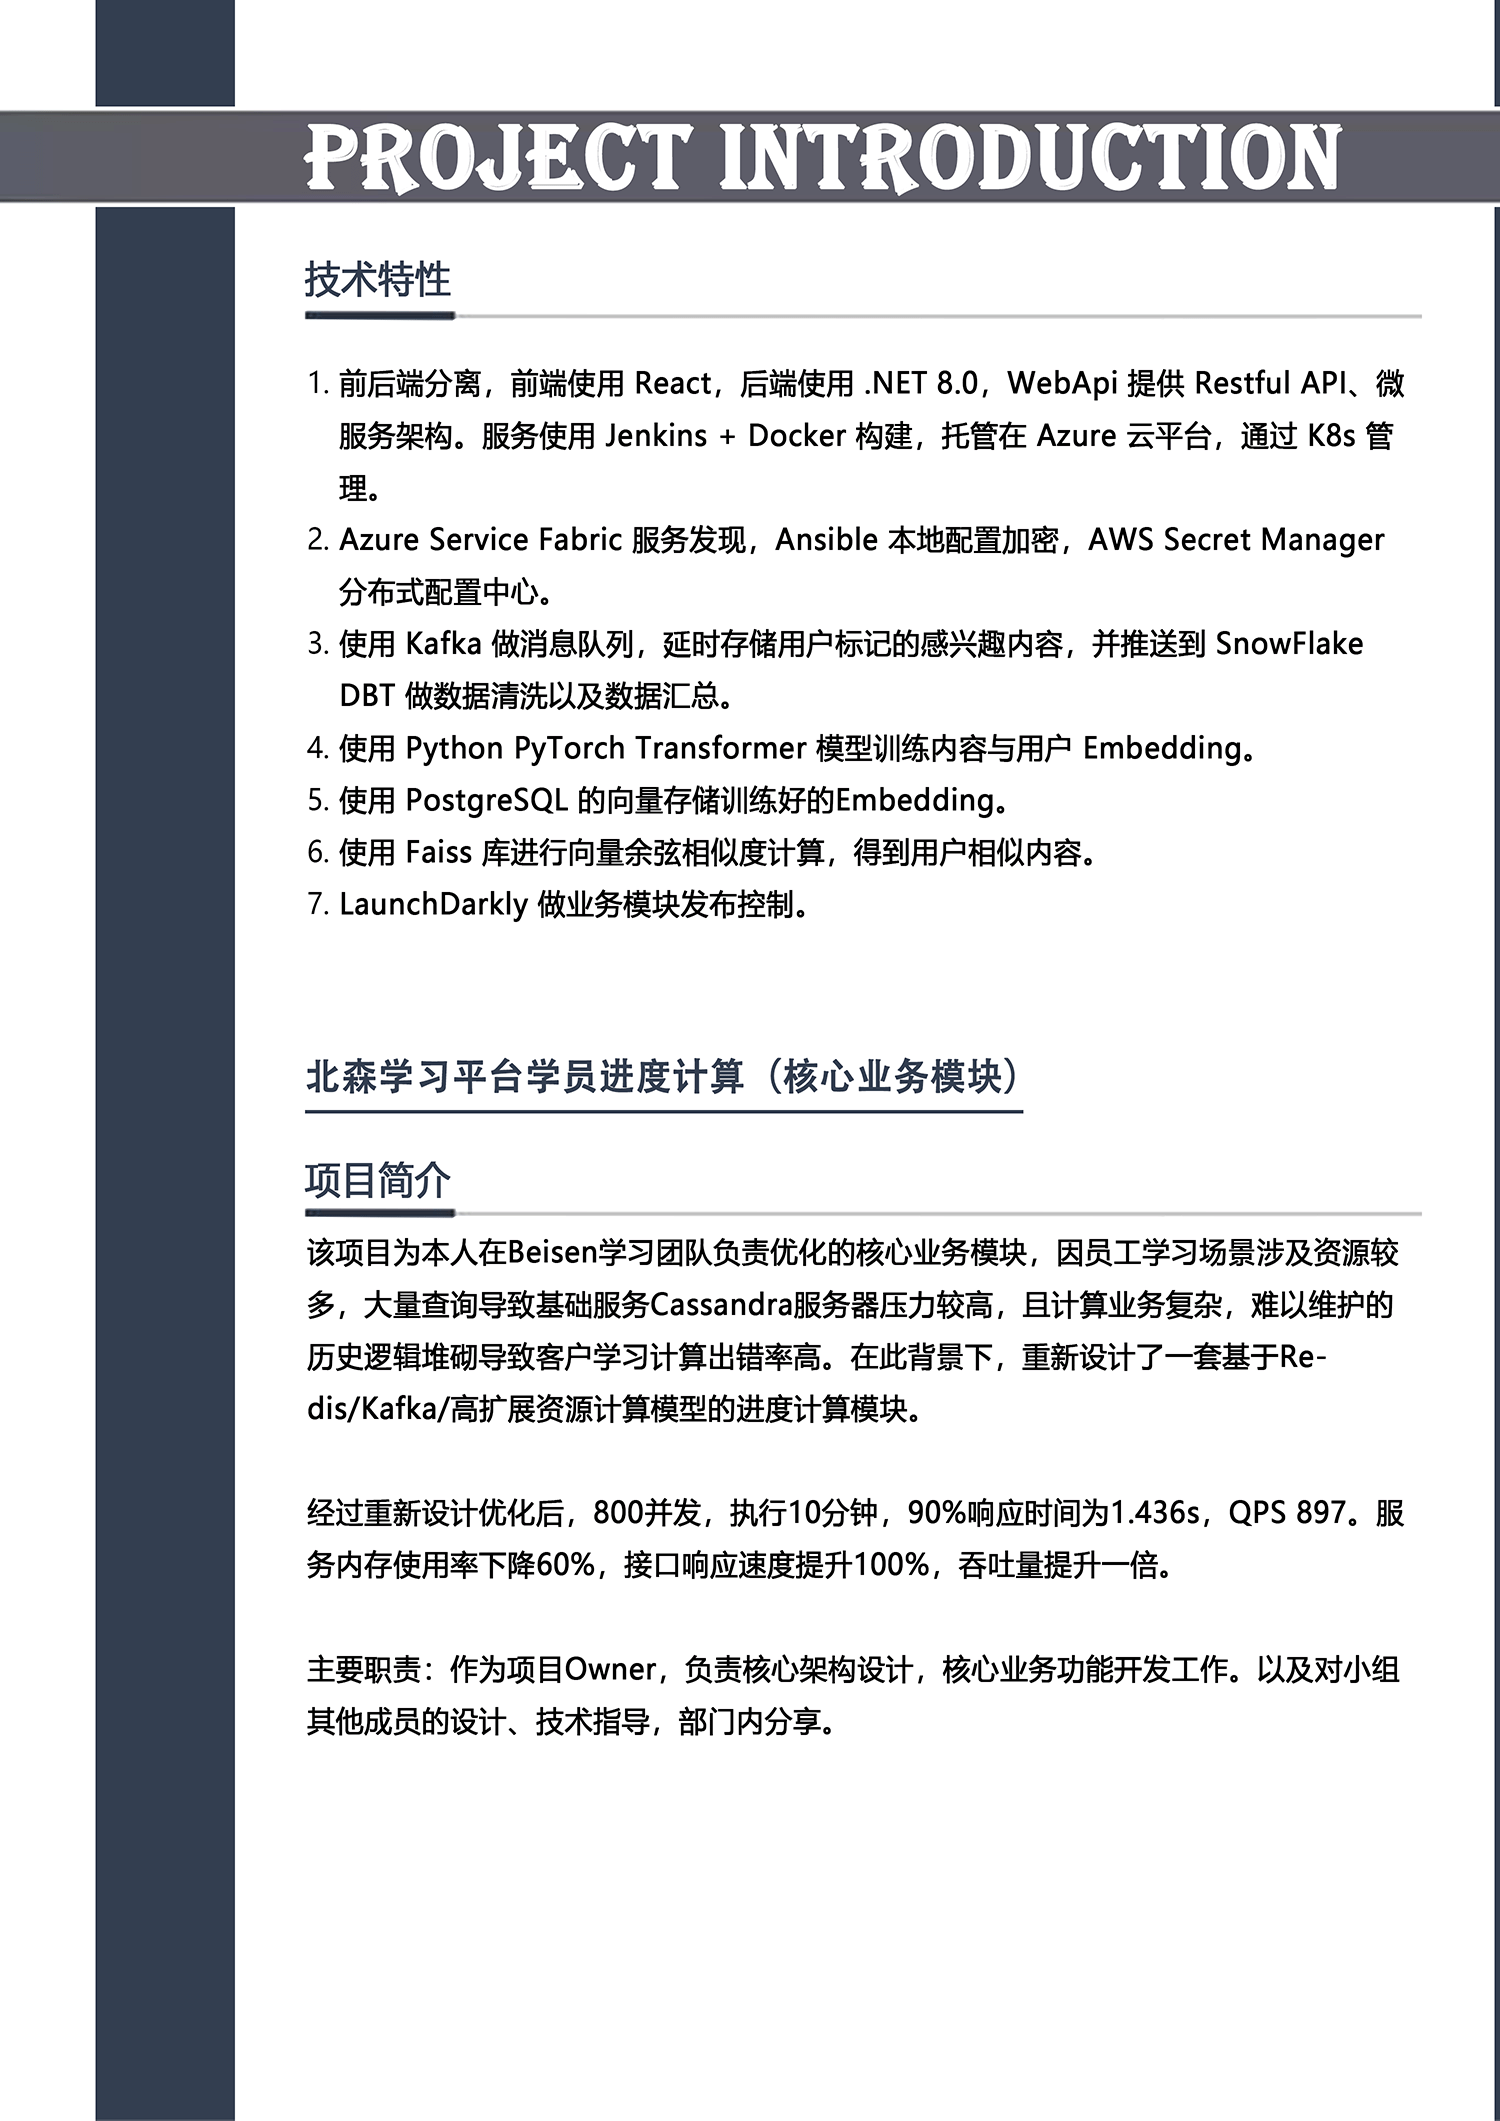 PROJECT INTRODUCTION
技术特性
1. 前后端分离，前端使用 React，后端使用 .NET 8.0，WebApi 提供 Restful API、微
服务架构。服务使用 Jenkins + Docker 构建，托管在 Azure 云平台，通过 K8s 管
理。
2. Azure Service Fabric 服务发现，Ansible 本地配置加密，AWS Secret Manager
分布式配置中心。
3. 使用 Kafka 做消息队列，延时存储用户标记的感兴趣内容，并推送到 SnowFlake
DBT 做数据清洗以及数据汇总。
4. 使用 Python PyTorch Transformer 模型训练内容与用户 Embedding。
5. 使用 PostgreSQL 的向量存储训练好的Embedding。
6. 使用 Faiss 库进行向量余弦相似度计算，得到用户相似内容。
7. LaunchDarkly 做业务模块发布控制。
北森学习平台学员进度计算（核心业务模块）
项目简介
该项目为本人在Beisen学习团队负责优化的核心业务模块，因员工学习场景涉及资源较
多，大量查询导致基础服务Cassandra服务器压力较高，且计算业务复杂，难以维护的
历史逻辑堆砌导致客户学习计算出错率高。在此背景下，重新设计了一套基于Re-
dis/Kafka/高扩展资源计算模型的进度计算模块。
经过重新设计优化后，800并发，执行10分钟，90%响应时间为1.436s，QPS 897。服
务内存使用率下降60%，接口响应速度提升100%，吞吐量提升一倍。
主要职责：作为项目Owner，负责核心架构设计，核心业务功能开发工作。以及对小组
其他成员的设计、技术指导，部门内分享。